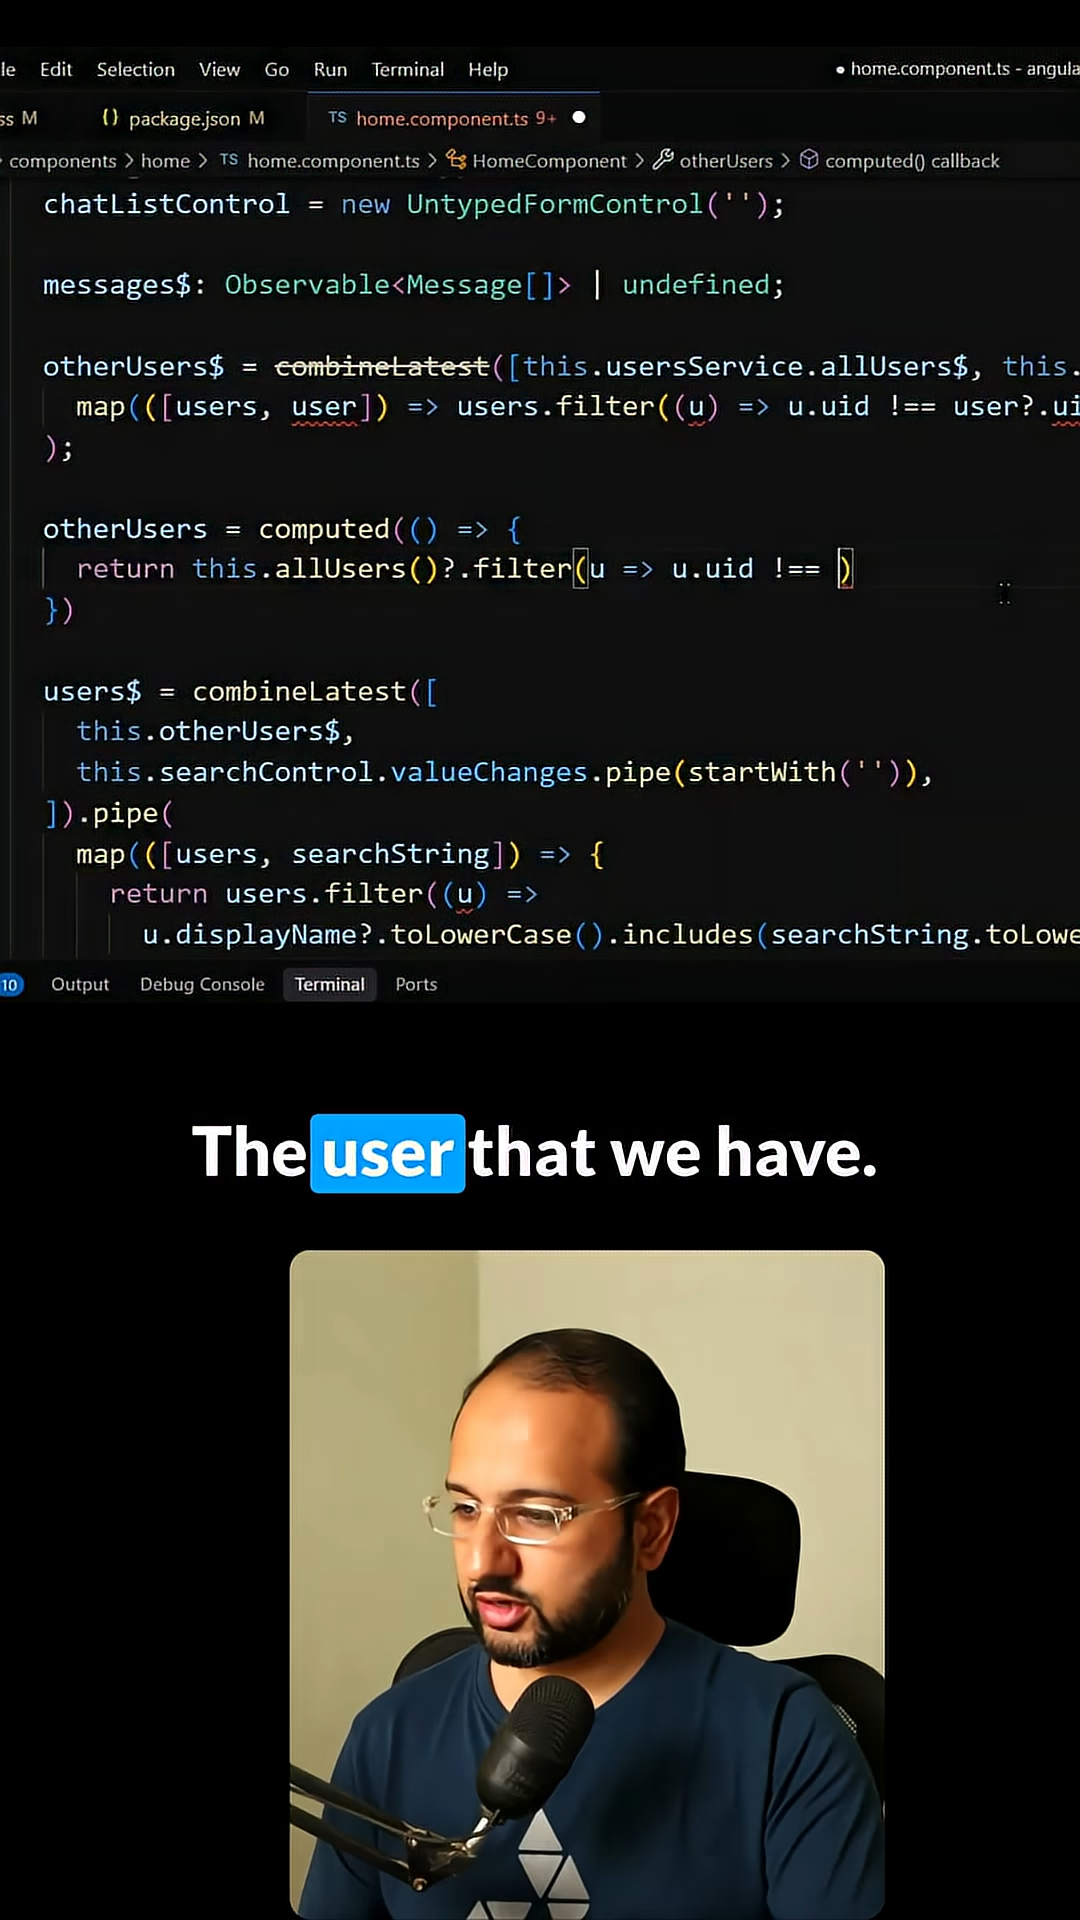 le Edit Selection View Go Run Terminal Help ● home.component.ts - angula
ss M {} package.json M TS home.component.ts 9+ ●
components > home > TS home.component.ts > HomeComponent > otherUsers > computed() callback
chatListControl = new UntypedFormControl('');
messages$: Observable<Message[]> | undefined;
otherUsers$ = combineLatest([this.usersService.allUsers$, this.
map(([users, user]) => users.filter((u) => u.uid !== user?.ui
);
otherUsers = computed(() => {
return this.allUsers()?.filter(u => u.uid !== )
})
users$ = combineLatest([
this.otherUsers$,
this.searchControl.valueChanges.pipe(startWith('')),
]).pipe(
map(([users, searchString]) => {
return users.filter((u) =>
u.displayName?.toLowerCase().includes(searchString.toLowe
10 Output Debug Console Terminal Ports
The user that we have.